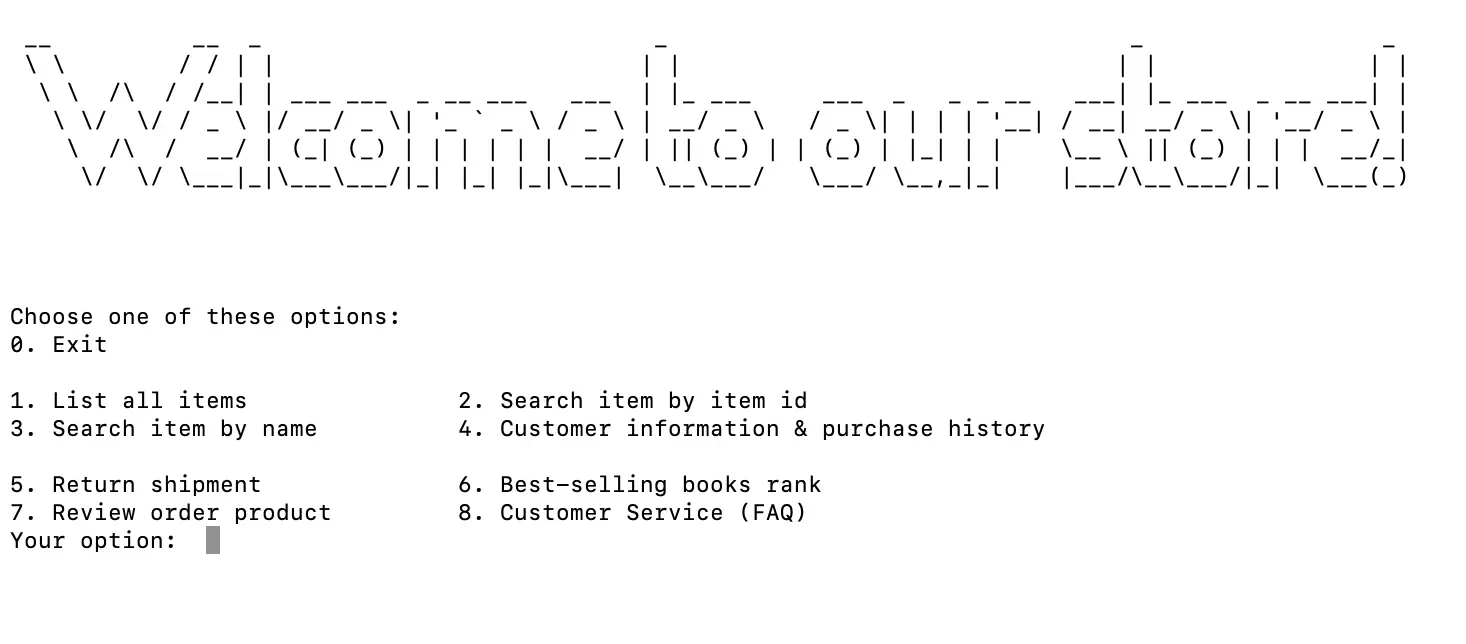 Welcome to our store!
Choose one of these options:
0. Exit
1. List all items 2. Search item by item id
3. Search item by name 4. Customer information & purchase history
5. Return shipment 6. Best-selling books rank
7. Review order product 8. Customer Service (FAQ)
Your option: